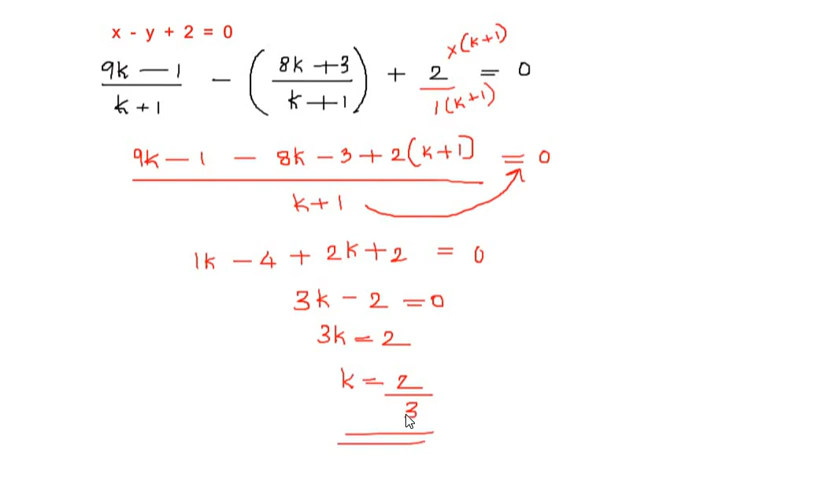 x - y + 2 = 0
(9k - 1)/(k + 1) - ((8k + 3)/(k + 1)) + (2 x(k+1))/(1(k+1)) = 0
(9k - 1 - 8k - 3 + 2(k+1))/(k+1) = 0
1k - 4 + 2k + 2 = 0
3k - 2 = 0
3k = 2
k = 2/3